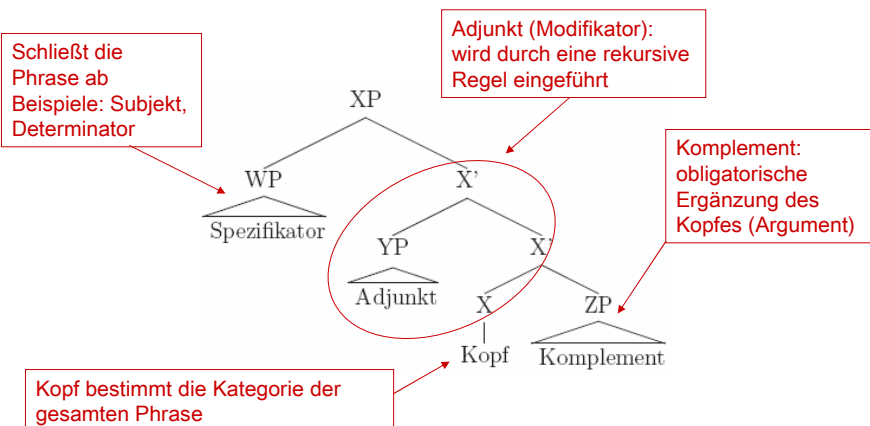 Schließt die
Phrase ab
Beispiele: Subjekt,
Determinator
Adjunkt (Modifikator):
wird durch eine rekursive
Regel eingeführt
XP
WP
X'
Spezifikator
Komplement:
obligatorische
Ergänzung des
Kopfes (Argument)
YP
X'
Adjunkt
X
ZP
Kopf
Komplement
Kopf bestimmt die Kategorie der
gesamten Phrase